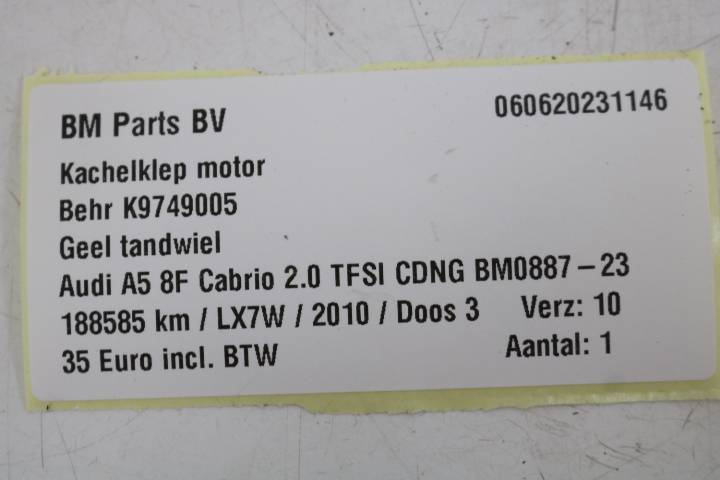 BM Parts BV 060620231146
Kachelklep motor
Behr K9749005
Geel tandwiel
Audi A5 8F Cabrio 2.0 TFSI CDNG BM0887-23
188585 km / LX7W / 2010 / Doos 3 Verz: 10
35 Euro incl. BTW Aantal: 1